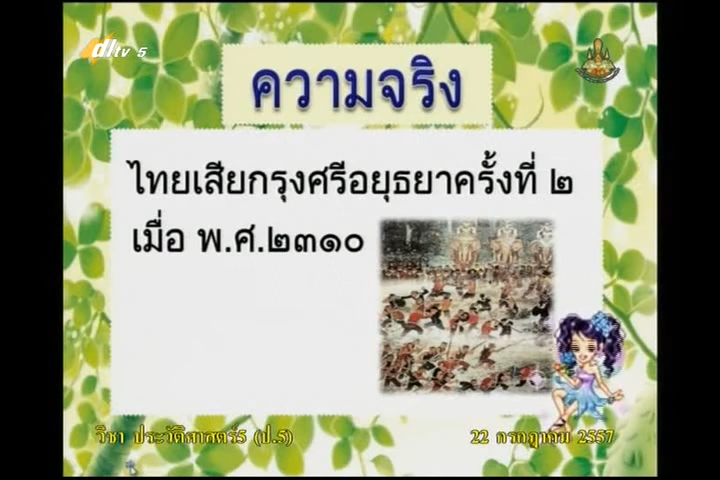 dltv 5
ความจริง
ไทยเสียกรุงศรีอยุธยาครั้งที่ ๒
เมื่อ พ.ศ.๒๓๑๐
วิชา ประวัติศาสตร์5 (ป.5)
22 กรกฎาคม 2557